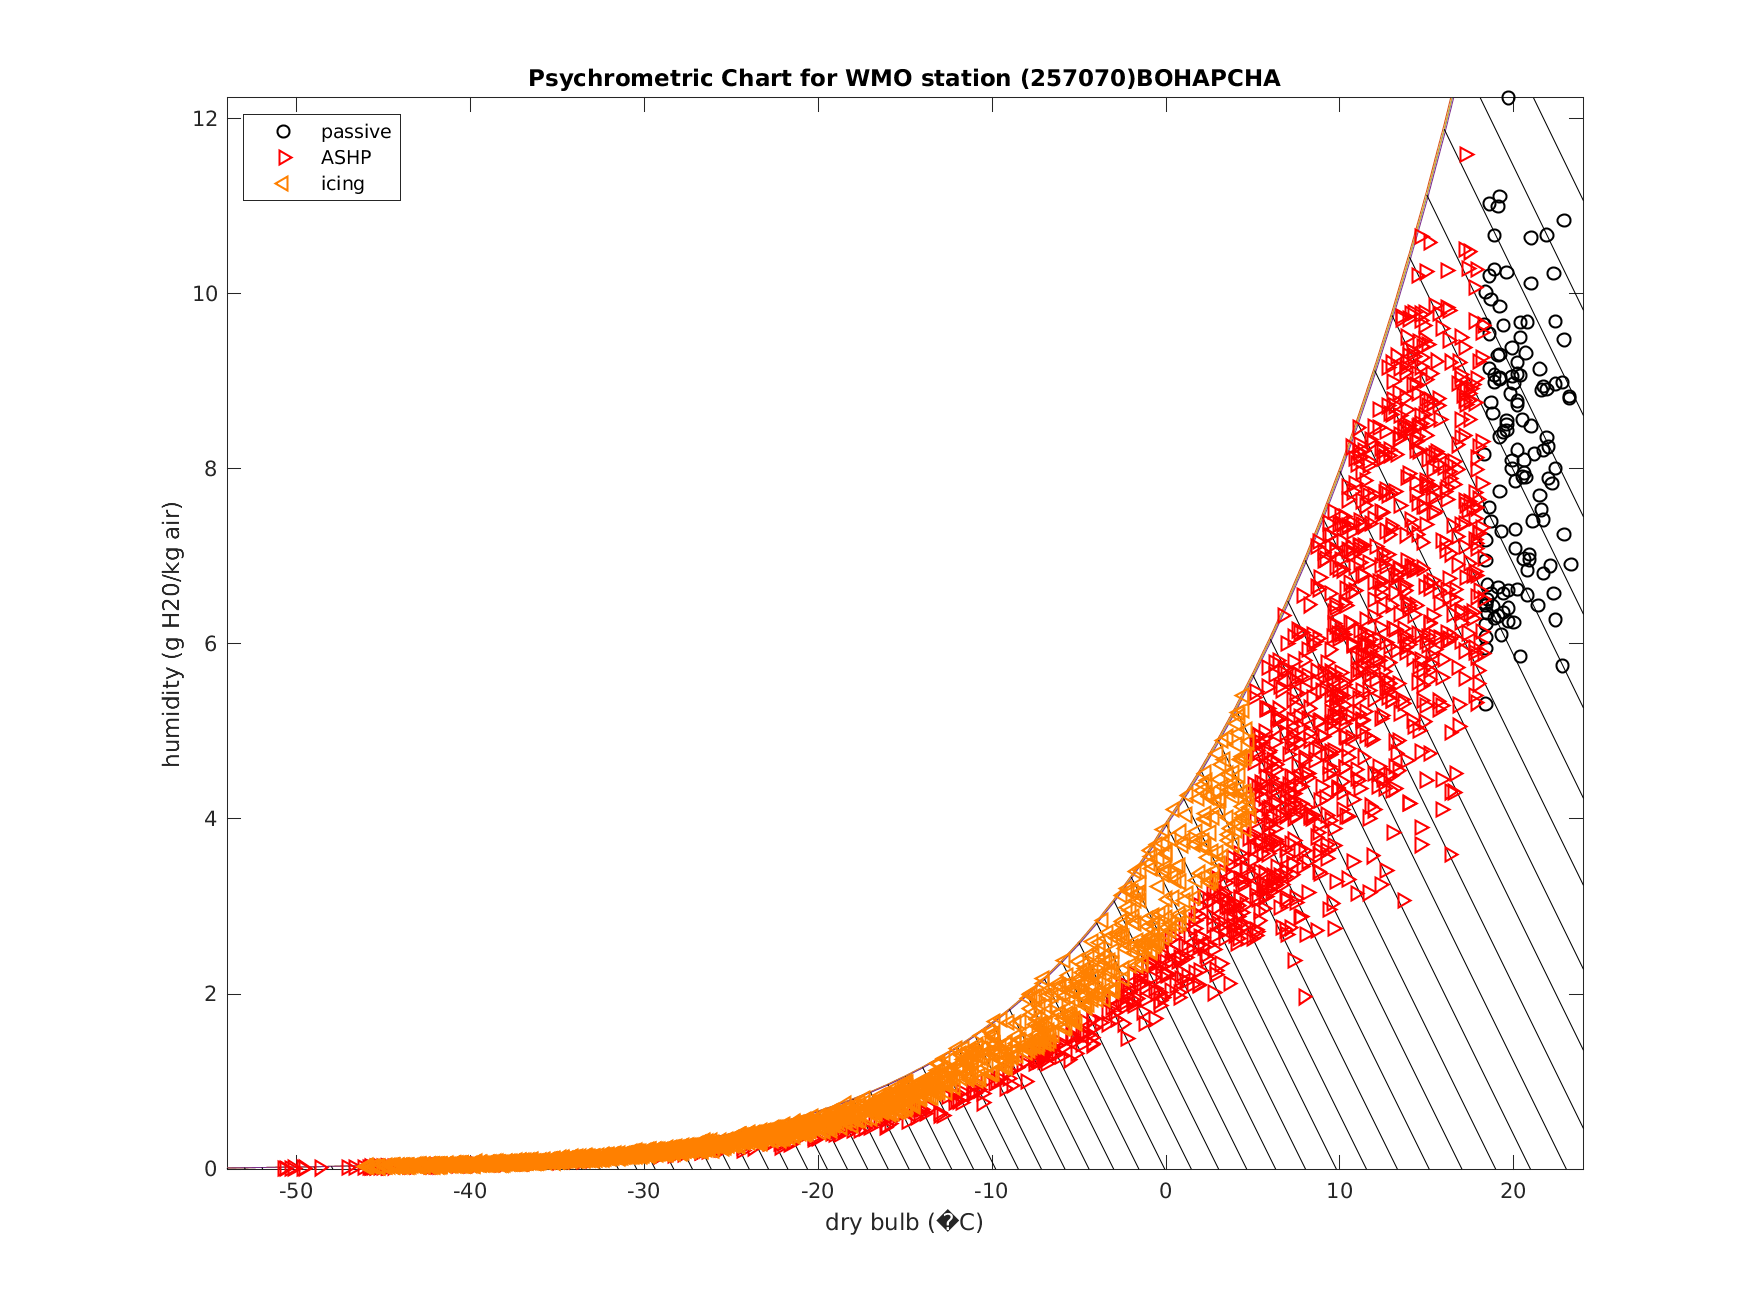 Psychrometric Chart for WMO station (257070)BOHAPCHA
passive
ASHP
icing
humidity (g H20/kg air)
12
10
8
6
4
2
0
-50 -40 -30 -20 -10 0 10 20
dry bulb (�C)